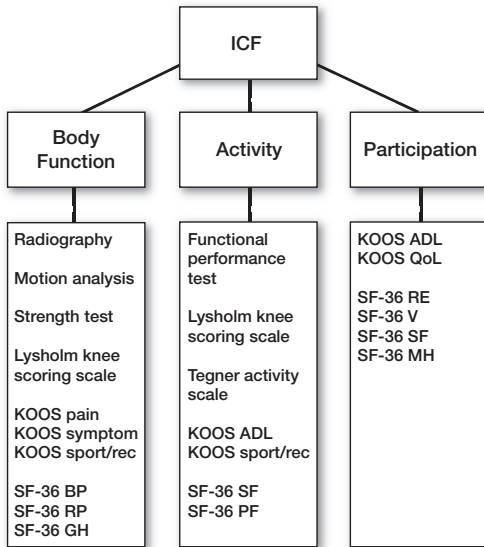 ICF
Body
Function
Radiography
Motion analysis
Strength test
Lysholm knee
scoring scale
KOOS pain
KOOS symptom
KOOS sport/rec
SF-36 BP
SF-36 RP
SF-36 GH
Activity
Functional
performance
test
Lysholm knee
scoring scale
Tegner activity
scale
KOOS ADL
KOOS sport/rec
SF-36 SF
SF-36 PF
Participation
KOOS ADL
KOOS QoL
SF-36 RE
SF-36 V
SF-36 SF
SF-36 MH